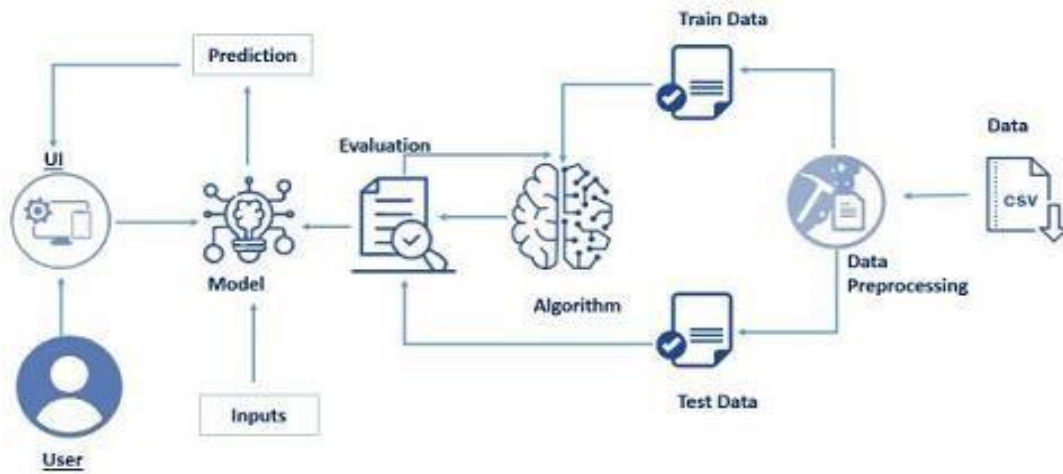 Train Data
Prediction
Evaluation
Data
UI
CSV
Model
Data
Preprocessing
Algorithm
Inputs
Test Data
User